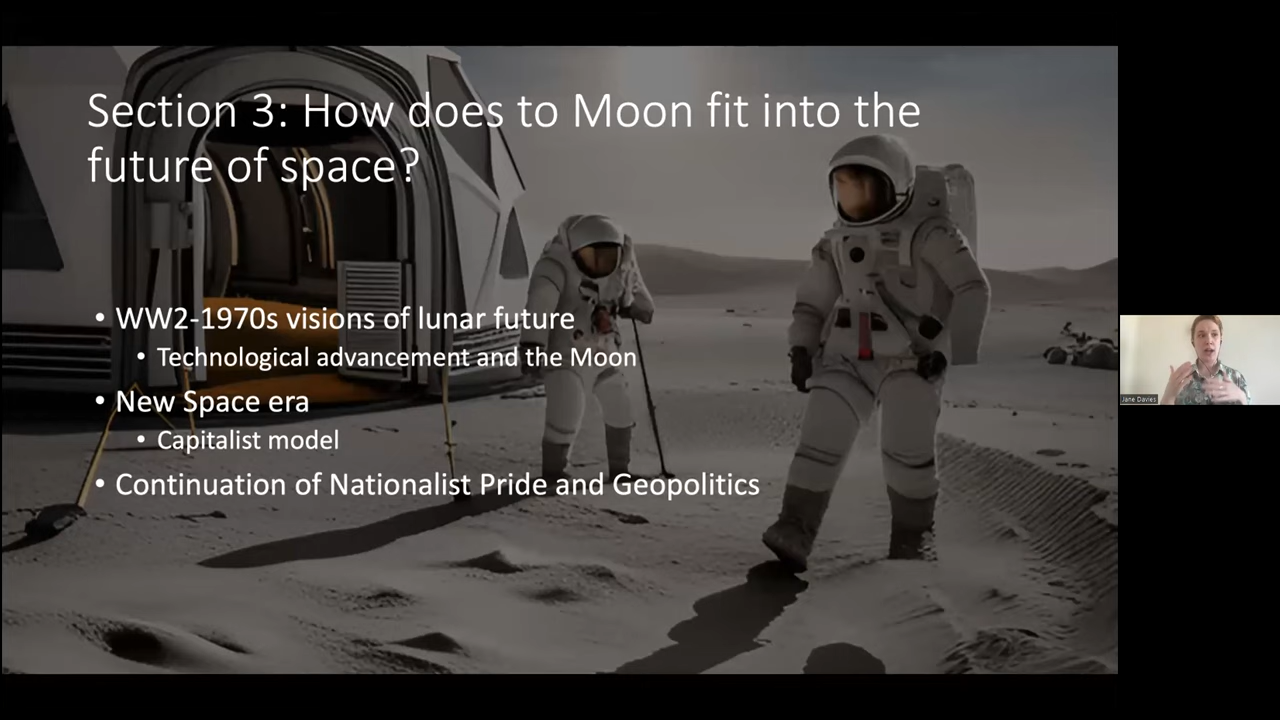 Section 3: How does to Moon fit into the
future of space?
• WW2-1970s visions of lunar future
• Technological advancement and the Moon
• New Space era
• Capitalist model
• Continuation of Nationalist Pride and Geopolitics
Jane Davies